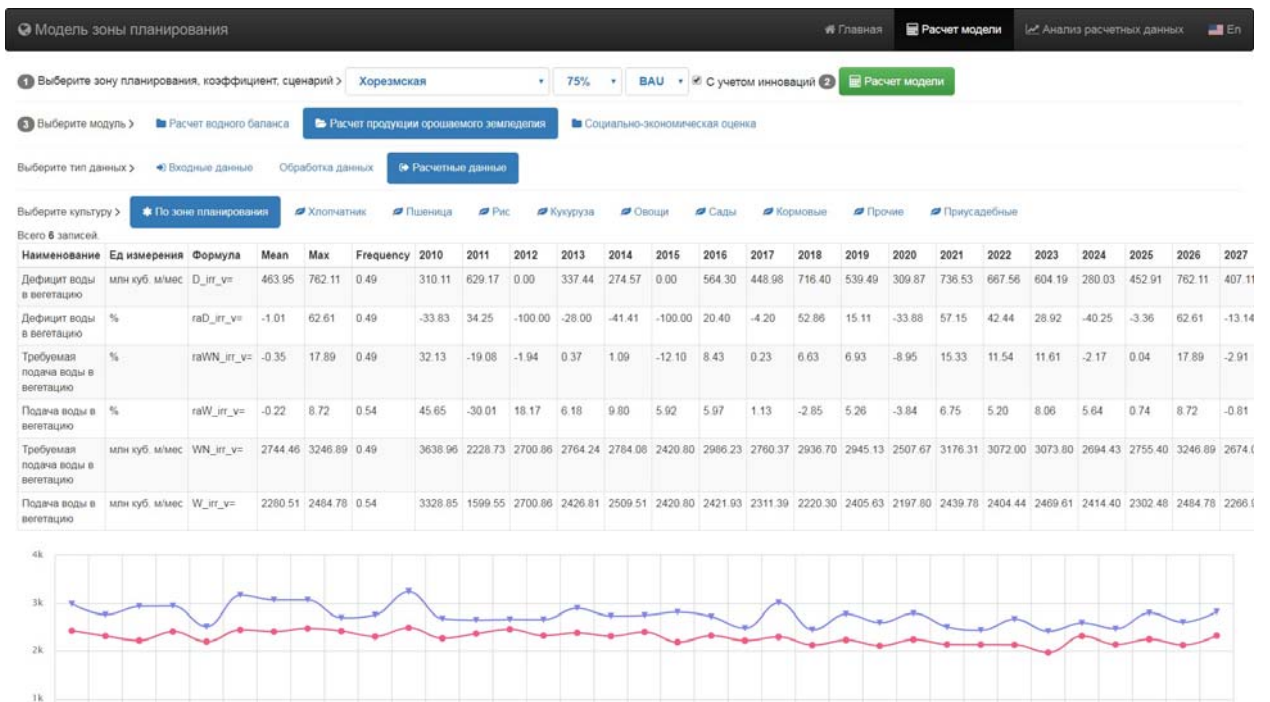 Модель зоны планирования Главная Расчет модели Анализ расчетных данных En
1 Выберите зону планирования, коэффициент, сценарий > Хорезмская 75% BAU С учетом инноваций 2 Расчет модели
3 Выберите модуль > Расчет водного баланса Расчет продукции орошаемого земледелия Социально-экономическая оценка
Выберите тип данных > Входные данные Обработка данных Расчетные данные
Выберите культуру > По зоне планирования Хлопчатник Пшеница Рис Кукуруза Овощи Сады Кормовые Прочие Приусадебные
Всего 6 записей.
Наименование Ед измерения Формула Mean Max Frequency 2010 2011 2012 2013 2014 2015 2016 2017 2018 2019 2020 2021 2022 2023 2024 2025 2026 2027
Дефицит воды млн куб. м/мес D_irr_v= 463.95 762.11 0.49 310.11 629.17 0.00 337.44 274.57 0.00 564.30 448.98 716.40 539.49 309.87 736.53 667.56 604.19 280.03 452.91 762.11 407.11
в вегетацию
Дефицит воды % raD_irr_v= -1.01 62.61 0.49 -33.83 34.25 -100.00 -28.00 -41.41 -100.00 20.40 -4.20 52.86 15.11 -33.88 57.15 42.44 28.92 -40.25 -3.36 62.61 -13.14
в вегетацию
Требуемая % raWN_irr_v= -0.35 17.89 0.49 32.13 -19.08 -1.94 0.37 1.09 -12.10 8.43 0.23 6.63 6.93 -8.95 15.33 11.54 11.61 -2.17 0.04 17.89 -2.91
подача воды в
вегетацию
Подача воды в % raW_irr_v= -0.22 8.72 0.54 45.65 -30.01 18.17 6.18 9.80 5.92 5.97 1.13 -2.85 5.26 -3.84 6.75 5.20 8.06 5.64 0.74 8.72 -0.81
вегетацию
Требуемая млн куб. м/мес WN_irr_v= 2744.46 3246.89 0.49 3638.96 2228.73 2700.86 2764.24 2784.08 2420.80 2986.23 2760.37 2936.70 2945.13 2507.67 3176.31 3072.00 3073.80 2694.43 2755.40 3246.89
подача воды в
вегетацию
Подача воды в млн куб. м/мес W_irr_v= 2280.51 2484.78 0.54 3328.85 1599.55 2700.86 2426.81 2509.51 2420.80 2421.93 2311.39 2220.30 2405.63 2197.80 2439.78 2404.44 2469.61 2414.40 2302.48 2484.78
вегетацию
4k
3k
2k
1k